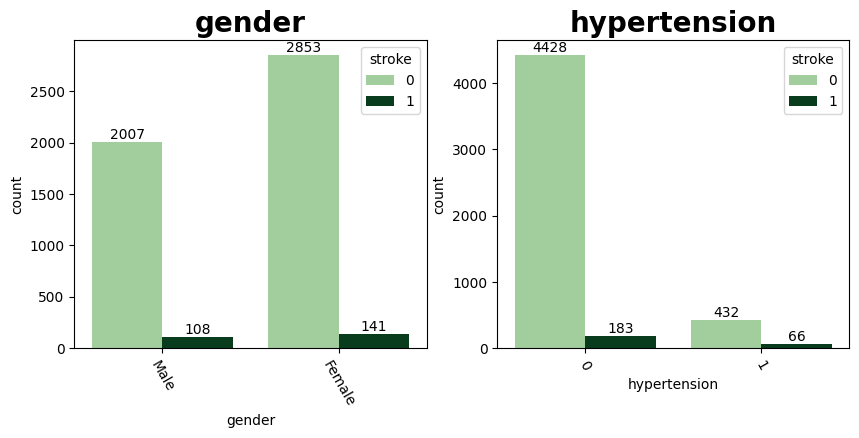 gender
2853
stroke
0
1
2007
108
141
2500
2000
1500
1000
500
0
count
Male
Female
gender
hypertension
4428
stroke
0
1
183
432
66
4000
3000
2000
1000
0
count
0
1
hypertension